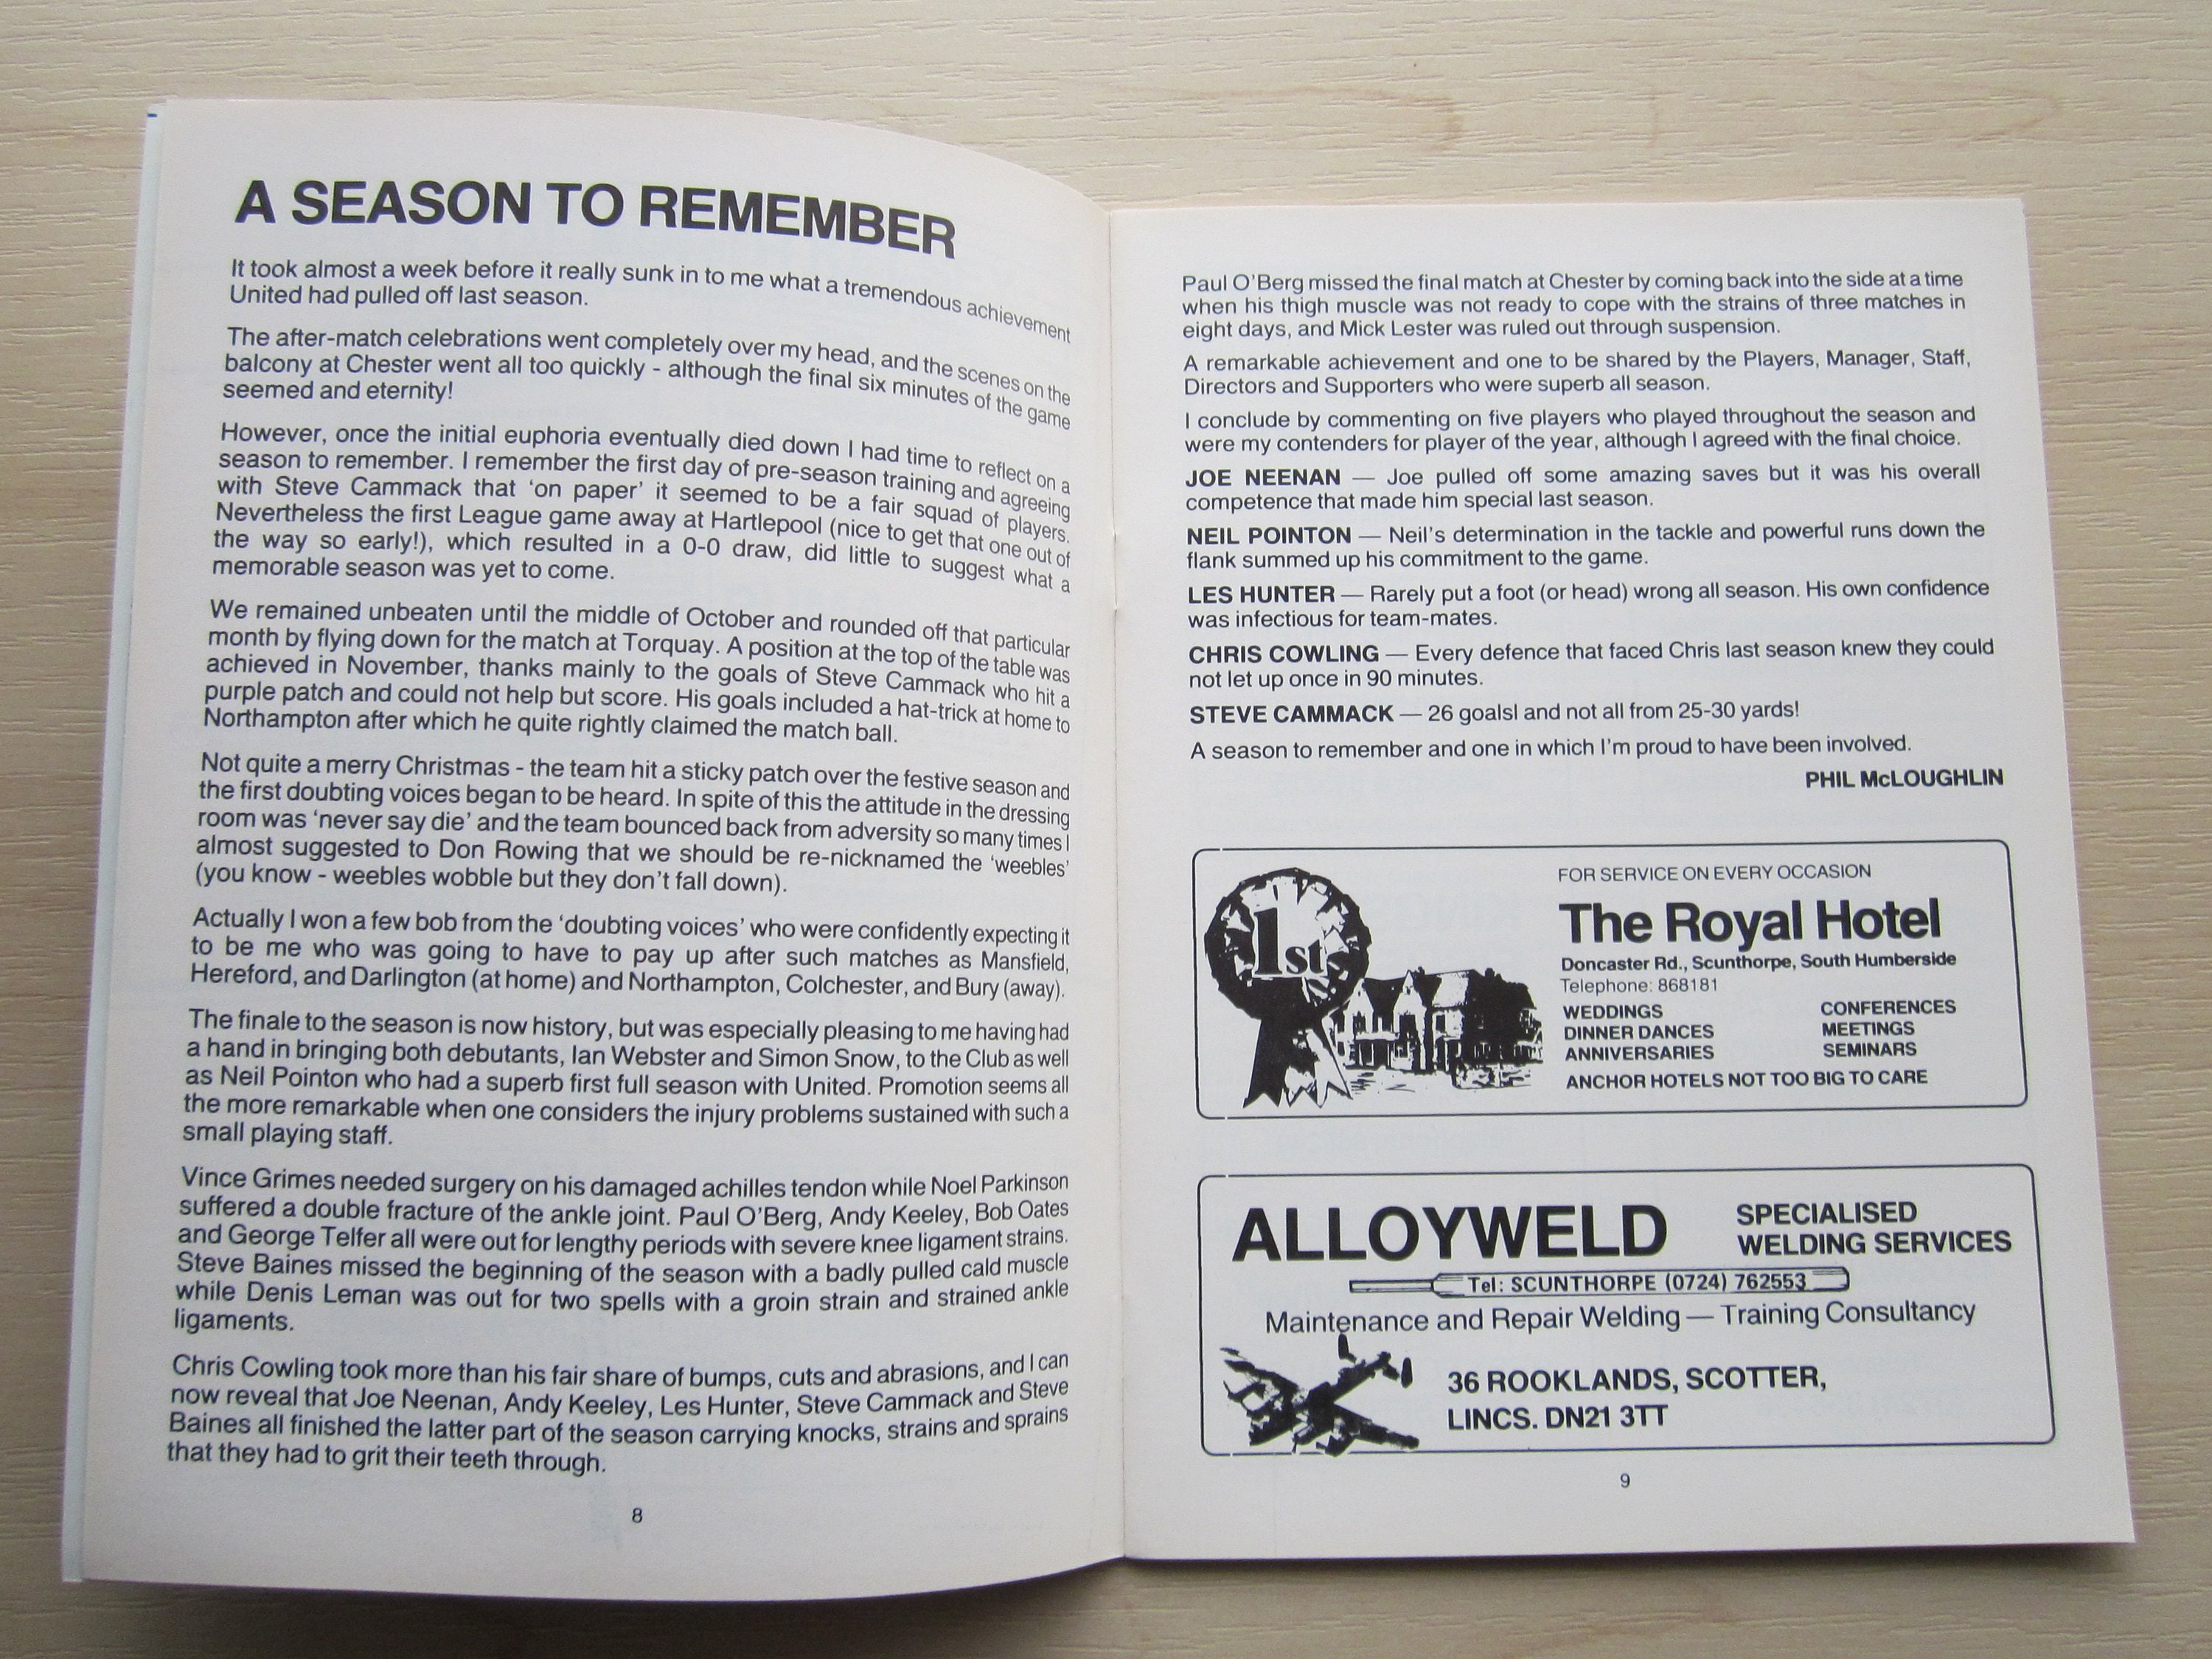 A SEASON TO REMEMBER
It took almost a week before it really sunk in to me what a tremendous achievement
United had pulled off last season.
The after-match celebrations went completely over my head, and the scenes on the
balcony at Chester went all too quickly - although the final six minutes of the game
seemed and eternity!
However, once the initial euphoria eventually died down I had time to reflect on a
season to remember. I remember the first day of pre-season training and agreeing
with Steve Cammack that 'on paper' it seemed to be a fair squad of players.
Nevertheless the first League game away at Hartlepool (nice to get that one out of
the way so early!), which resulted in a 0-0 draw, did little to suggest what a
memorable season was yet to come.
We remained unbeaten until the middle of October and rounded off that particular
month by flying down for the match at Torquay. A position at the top of the table was
achieved in November, thanks mainly to the goals of Steve Cammack who hit a
purple patch and could not help but score. His goals included a hat-trick at home to
Northampton after which he quite rightly claimed the match ball.
Not quite a merry Christmas - the team hit a sticky patch over the festive season and
the first doubting voices began to be heard. In spite of this the attitude in the dressing
room was 'never say die' and the team bounced back from adversity so many times I
almost suggested to Don Rowing that we should be re-nicknamed the 'weebles'
(you know - weebles wobble but they don't fall down).
Actually I won a few bob from the 'doubting voices' who were confidently expecting it
to be me who was going to have to pay up after such matches as Mansfield,
Hereford, and Darlington (at home) and Northampton, Colchester, and Bury (away).
The finale to the season is now history, but was especially pleasing to me having had
a hand in bringing both debutants, Ian Webster and Simon Snow, to the Club as well
as Neil Pointon who had a superb first full season with United. Promotion seems all
the more remarkable when one considers the injury problems sustained with such a
small playing staff.
Vince Grimes needed surgery on his damaged achilles tendon while Noel Parkinson
suffered a double fracture of the ankle joint. Paul O'Berg, Andy Keeley, Bob Oates
and George Telfer all were out for lengthy periods with severe knee ligament strains.
Steve Baines missed the beginning of the season with a badly pulled cald muscle
while Denis Leman was out for two spells with a groin strain and strained ankle
ligaments.
Chris Cowling took more than his fair share of bumps, cuts and abrasions, and I can
now reveal that Joe Neenan, Andy Keeley, Les Hunter, Steve Cammack and Steve
Baines all finished the latter part of the season carrying knocks, strains and sprains
that they had to grit their teeth through.
8
Paul O'Berg missed the final match at Chester by coming back into the side at a time
when his thigh muscle was not ready to cope with the strains of three matches in
eight days, and Mick Lester was ruled out through suspension.
A remarkable achievement and one to be shared by the Players, Manager, Staff,
Directors and Supporters who were superb all season.
I conclude by commenting on five players who played throughout the season and
were my contenders for player of the year, although I agreed with the final choice.
JOE NEENAN — Joe pulled off some amazing saves but it was his overall
competence that made him special last season.
NEIL POINTON — Neil's determination in the tackle and powerful runs down the
flank summed up his commitment to the game.
LES HUNTER — Rarely put a foot (or head) wrong all season. His own confidence
was infectious for team-mates.
CHRIS COWLING — Every defence that faced Chris last season knew they could
not let up once in 90 minutes.
STEVE CAMMACK — 26 goalsl and not all from 25-30 yards!
A season to remember and one in which I'm proud to have been involved.
PHIL McLOUGHLIN
1st
FOR SERVICE ON EVERY OCCASION
The Royal Hotel
Doncaster Rd., Scunthorpe, South Humberside
Telephone: 868181
WEDDINGS CONFERENCES
DINNER DANCES MEETINGS
ANNIVERSARIES SEMINARS
ANCHOR HOTELS NOT TOO BIG TO CARE
ALLOYWELD
SPECIALISED
WELDING SERVICES
Tel: SCUNTHORPE (0724) 762553
Maintenance and Repair Welding — Training Consultancy
36 ROOKLANDS, SCOTTER,
LINCS. DN21 3TT
9